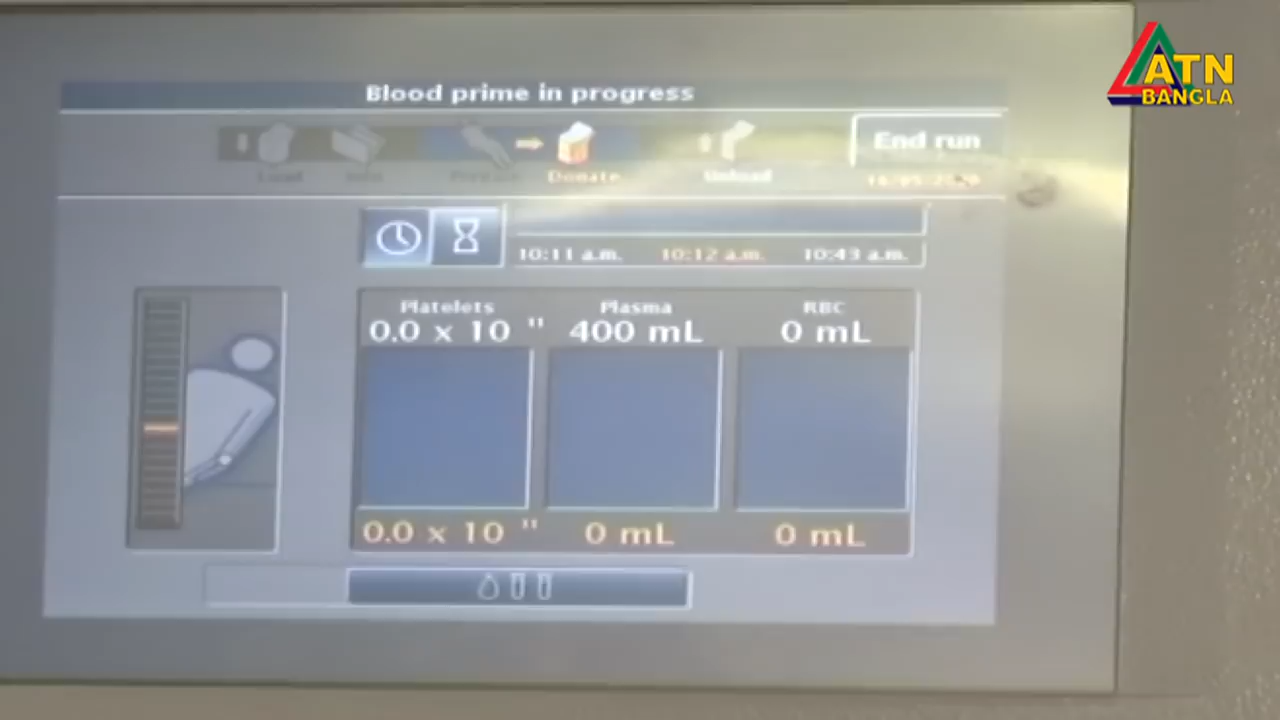 ATN
BANGLA
Blood prime in progress
Donate
Unload
End run
10:11 a.m. 10:12 a.m. 10:43 a.m.
Platelets Plasma RBC
0.0 x 10 " 400 mL 0 mL
0.0 x 10 " 0 mL 0 mL